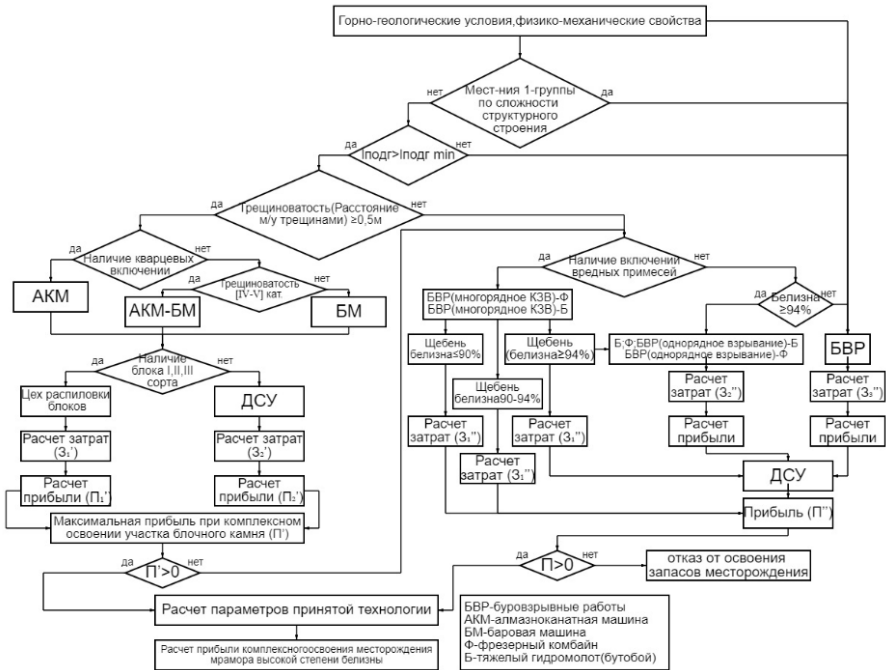 Горно-геологические условия,физико-механические свойства
нет
Мест-ния 1-группы
по сложности
структурного
строения
да
да
lподг>lподг min
нет
да
Трещиноватость(Расстояние
м/у трещинами) ≥0,5м
нет
да
Наличие кварцевых
включении
нет
да
Наличие включений
вредных примесей
нет
АКМ
да
Трещиноватость
[IV-V] кат.
нет
АКМ-БМ
БМ
БВР(многорядное КЗВ)-Ф
БВР(многорядное КЗВ)-Б
да
Белизна
≥94%
нет
Щебень
белизна≤90%
Щебень
(белизна≥94%)
Б;Ф;БВР(однорядное взрывание)-Б
БВР(однорядное взрывание)-Ф
БВР
да
Наличие
блока I,II,III
сорта
нет
Щебень
белизна90-94%
Расчет
затрат (З₂")
Расчет
затрат (З₃")
Цех распиловки
блоков
ДСУ
Расчет
затрат (З₁")
Расчет
затрат (З₁")
Расчет
прибыли
Расчет
прибыли
Расчет затрат
(З₁')
Расчет затрат
(З₂')
Расчет
затрат (З₁")
ДСУ
Расчет
прибыли (П₁")
Расчет
прибыли (П₂')
Прибыль (П")
Максимальная прибыль при комплексном
освоении участка блочного камня (П')
да
П'>0
нет
да
П>0
нет
отказ от освоения
запасов месторождения
Расчет параметров принятой технологии
Расчет прибыли комплексногоосвоения месторождения
мрамора высокой степени белизны
БВР-буровзрывные работы
АКМ-алмазноканатная машина
БМ-баровая машина
Ф-фрезерный комбайн
Б-тяжелый гидромолот(бутобой)